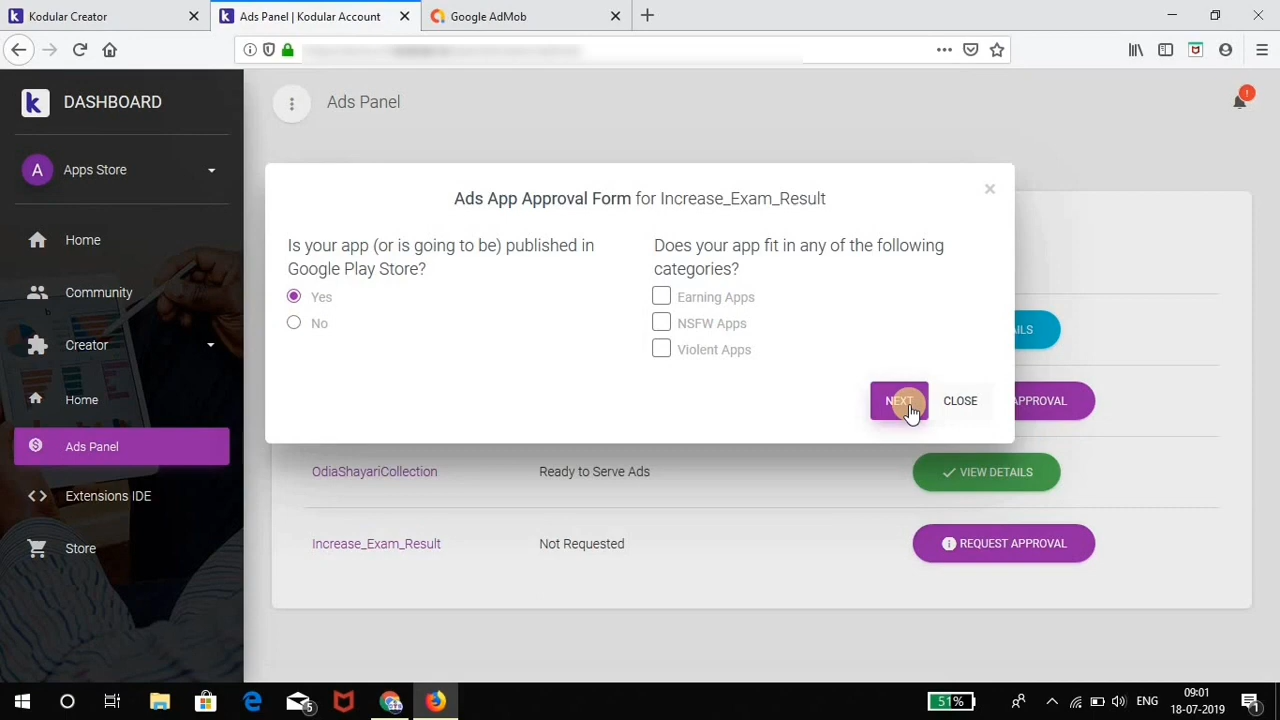 Kodular Creator
Ads Panel | Kodular Account
Google AdMob
DASHBOARD
Ads Panel
A
Apps Store
Home
Community
Creator
Home
Ads Panel
Extensions IDE
Store
Ads App Approval Form for Increase_Exam_Result
Is your app (or is going to be) published in
Google Play Store?
Yes
No
Does your app fit in any of the following
categories?
Earning Apps
NSFW Apps
Violent Apps
NEXT
CLOSE
AILS
APPROVAL
OdiaShayariCollection
Ready to Serve Ads
VIEW DETAILS
Increase_Exam_Result
Not Requested
REQUEST APPROVAL
5
51%
ENG
09:01
18-07-2019
1